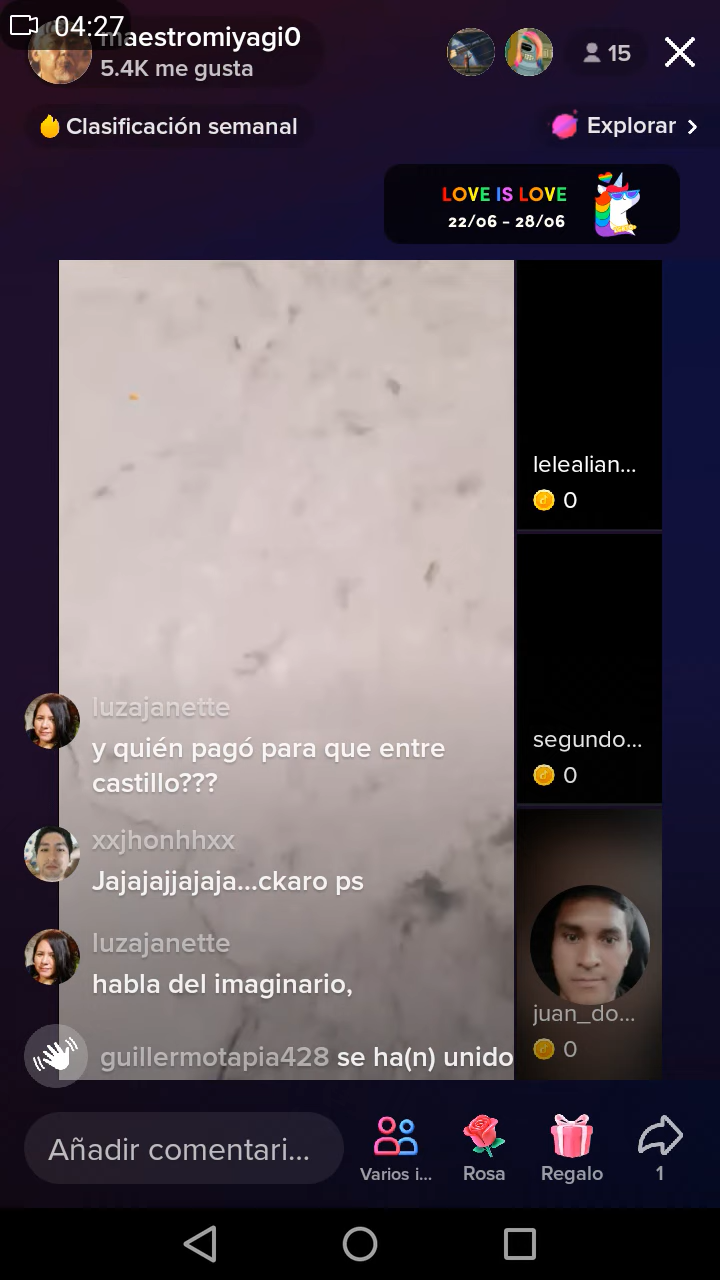 04:27
maestromiyagi0
5.4K me gusta
15
Clasificación semanal
Explorar
LOVE IS LOVE
22/06 - 28/06
lelealian...
0
segundo...
0
luzajanette
y quién pagó para que entre
castillo???
xxjhonhhxx
Jajajajjajaja...ckaro ps
luzajanette
habla del imaginario,
juan_do...
0
guillermotapia428 se ha(n) unido
Añadir comentari...
Varios i...
Rosa
Regalo
1